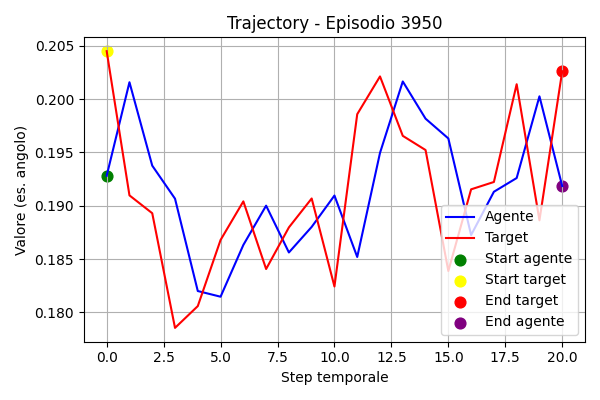 Trajectory - Episodio 3950
Valore (es. angolo)
0.205
0.200
0.195
0.190
0.185
0.180
Agente
Target
Start agente
Start target
End target
End agente
0.0 2.5 5.0 7.5 10.0 12.5 15.0 17.5 20.0
Step temporale